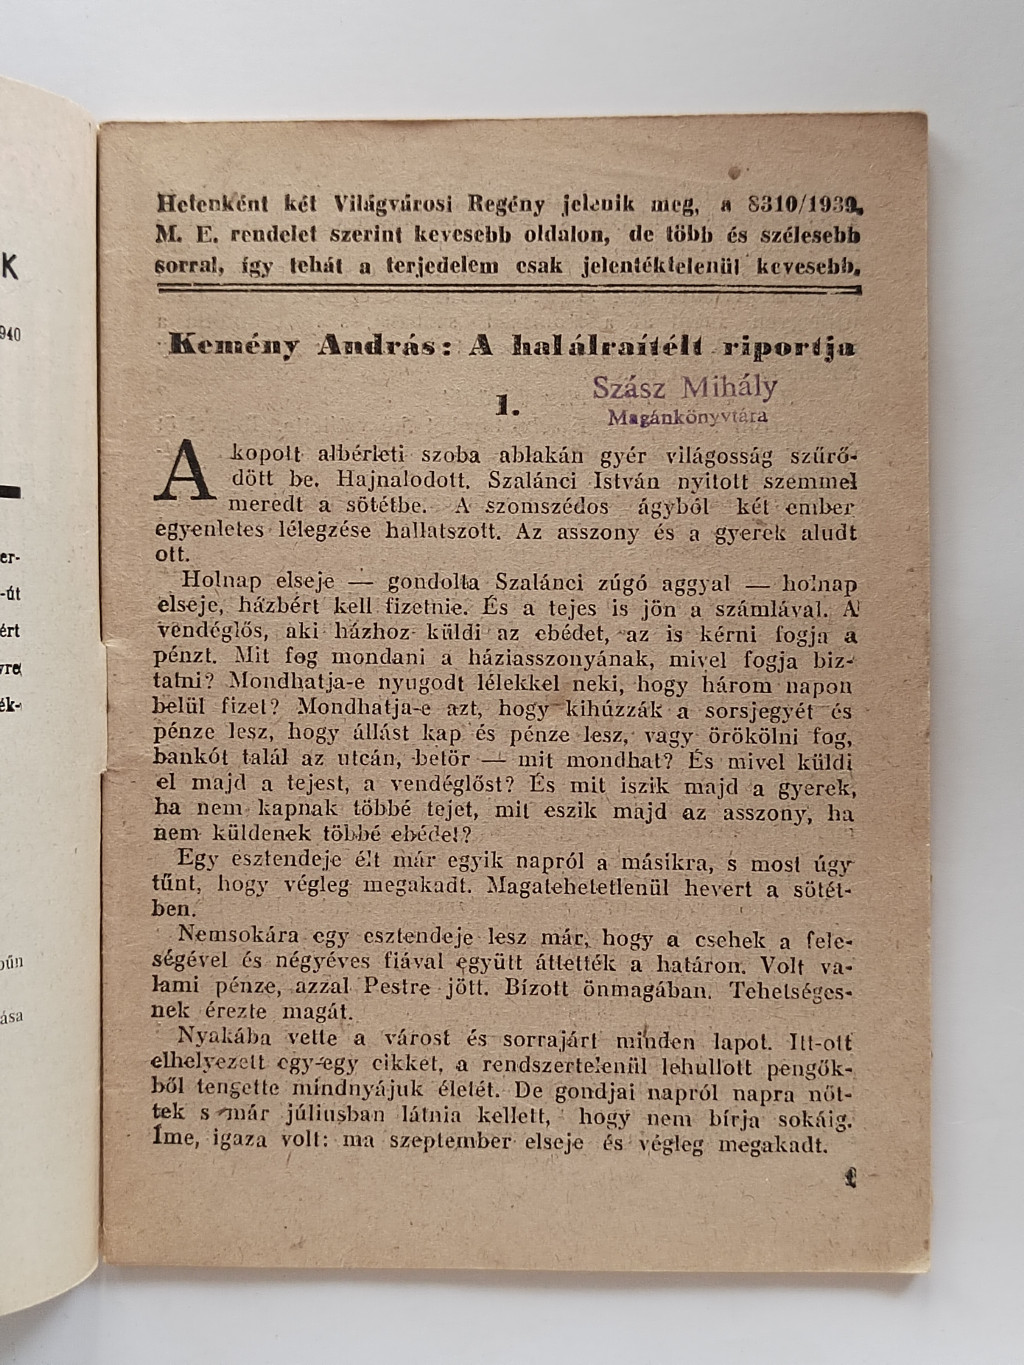 K
940
er-
-út
ért
yre
ék-
bűn
ása
Hetenként két Világvárosi Regény jelenik meg, a 8310/1939.
M. E. rendelet szerint kevesebb oldalon, de több és szélesebb
sorral, így tehát a terjedelem csak jelentéktelenül kevesebb.
Kemény András: A halálraítélt riportja
Szász Mihály
Magánkönyvtára
1.
A kopott albérleti szoba ablakán gyér világosság szűrő-
dött be. Hajnalodott. Szalánci István nyitott szemmel
meredt a sötétbe. A szomszédos ágyból két ember
egyenletes lélegzése hallatszott. Az asszony és a gyerek aludt
ott.
Holnap elseje — gondolta Szalánci zúgó aggyal — holnap
elseje, házbért kell fizetnie. És a tejes is jön a számlával. A
vendéglős, aki házhoz küldi az ebédet, az is kérni fogja a
pénzt. Mit fog mondani a háziasszonyának, mivel fogja biz-
tatni? Mondhatja-e nyugodt lélekkel neki, hogy három napon
belül fizet? Mondhatja-e azt, hogy kihúzzák a sorsjegyét és
pénze lesz, hogy állást kap és pénze lesz, vagy örökölni fog,
bankót talál az utcán, betör — mit mondhat? És mivel küldi
el majd a tejest, a vendéglőst? És mit iszik majd a gyerek,
ha nem kapnak többé tejet, mit eszik majd az asszony, ha
nem küldenek többé ebédet?
Egy esztendeje élt már egyik napról a másikra, s most úgy
tűnt, hogy végleg megakadt. Magatehetetlenül hevert a sötét-
ben.
Nemsokára egy esztendeje lesz már, hogy a csehek a fele-
ségével és négyéves fiával együtt áttették a határon. Volt va-
lami pénze, azzal Pestre jött. Bízott önmagában. Tehetséges-
nek érezte magát.
Nyakába vette a várost és sorrajárt minden lapot. Itt-ott
elhelyezett egy-egy cikket, a rendszertelenül lehullott pengők-
ből tengette mindnyájuk életét. De gondjai napról napra nőt-
tek s már júliusban látnia kellett, hogy nem bírja sokáig.
Íme, igaza volt: ma szeptember elseje és végleg megakadt.